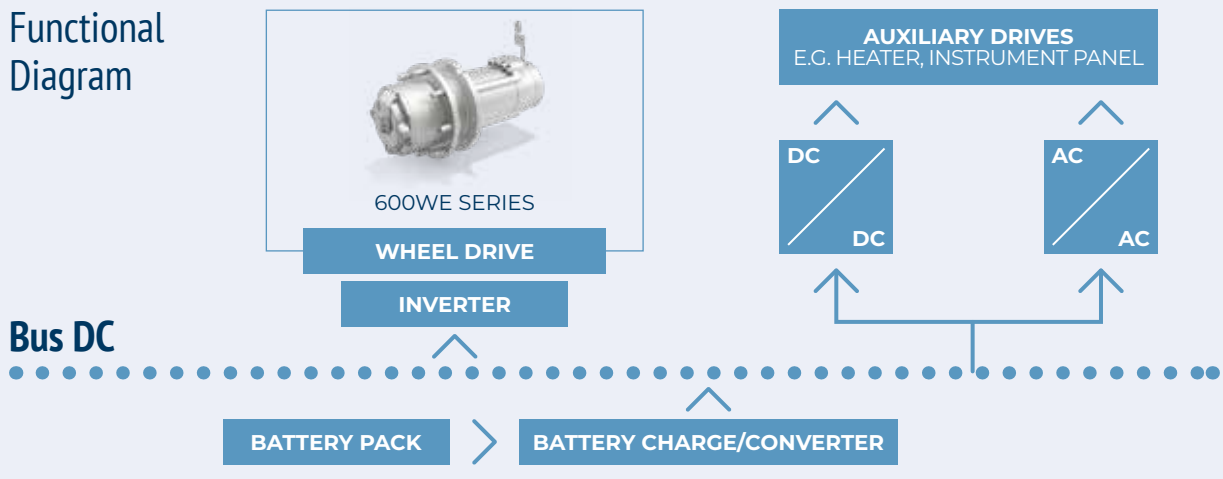 Functional
Diagram
600WE SERIES
WHEEL DRIVE
INVERTER
AUXILIARY DRIVES
E.G. HEATER, INSTRUMENT PANEL
DC
DC
AC
AC
Bus DC
BATTERY PACK
BATTERY CHARGE/CONVERTER